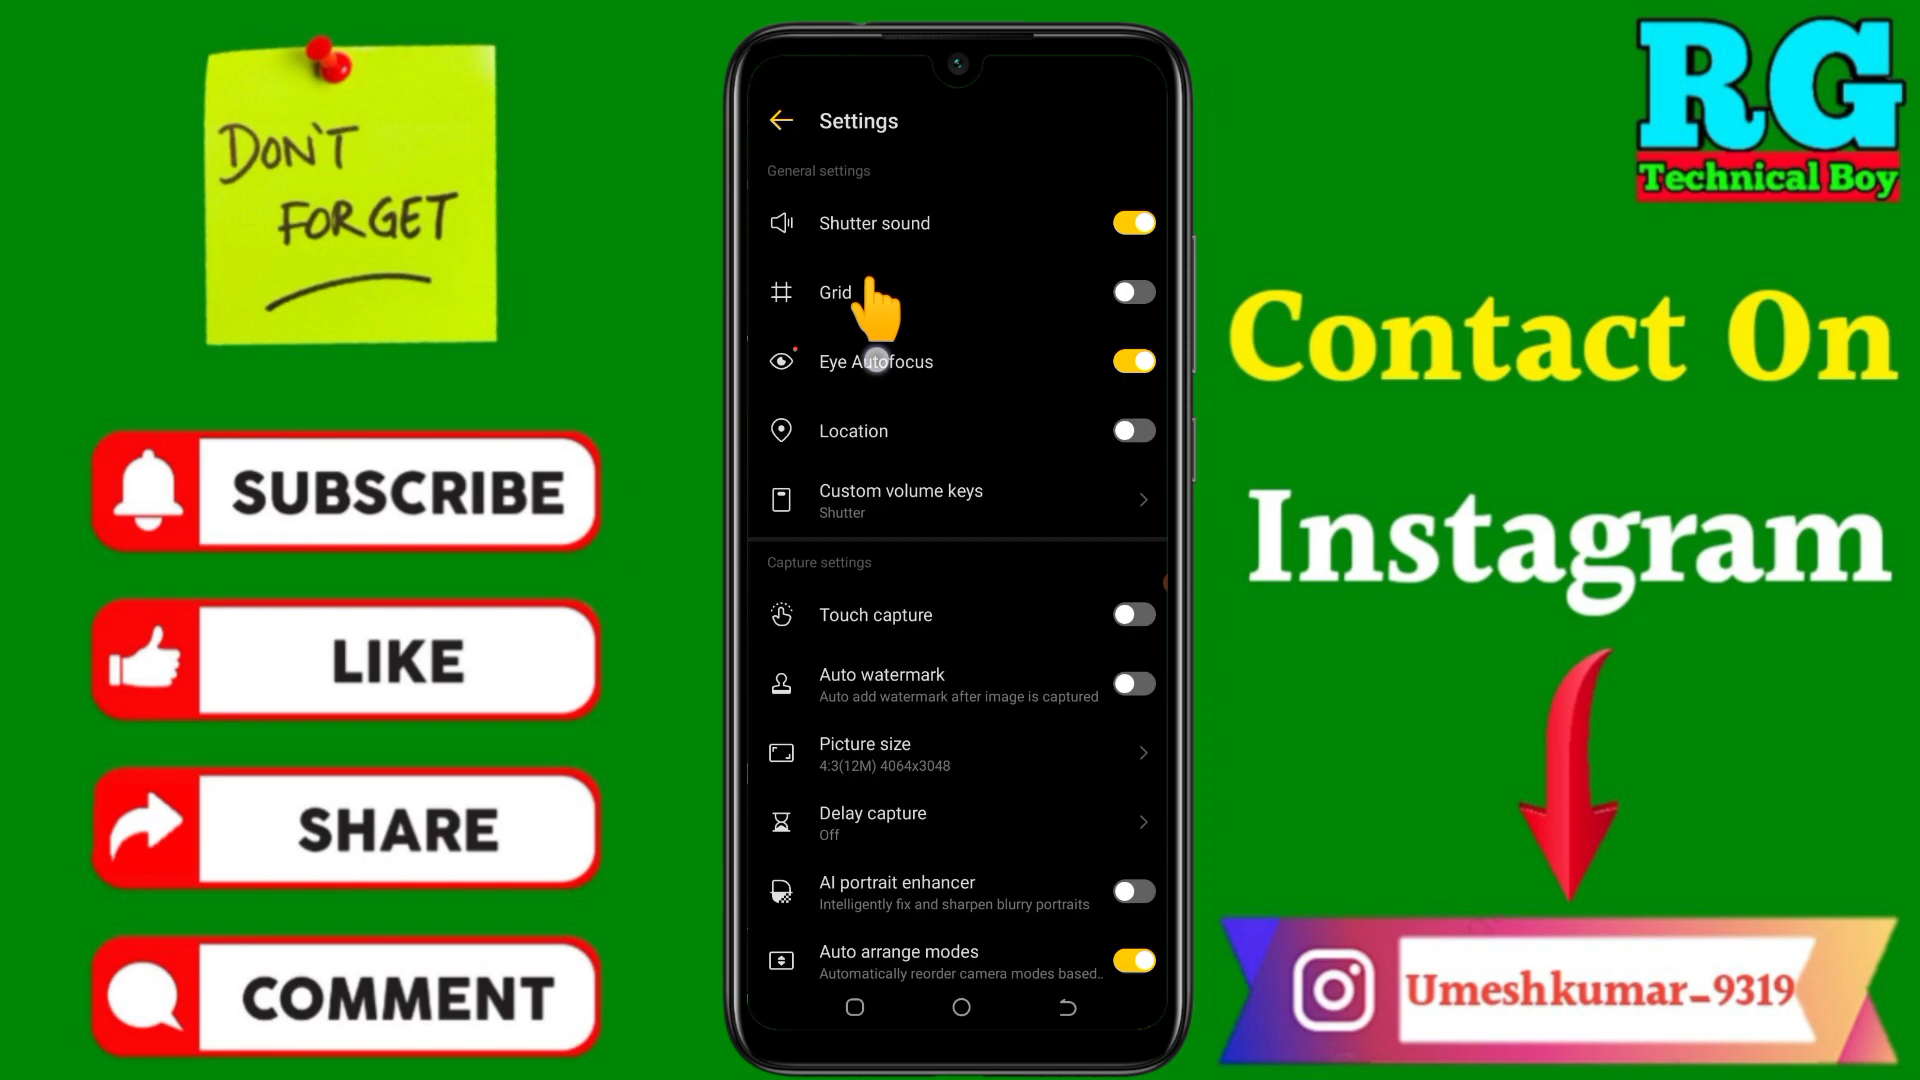 DON'T
FORGET
SUBSCRIBE
LIKE
SHARE
COMMENT
Settings
General settings
Shutter sound
Grid
Eye Autofocus
Location
Custom volume keys
Shutter
Capture settings
Touch capture
Auto watermark
Auto add watermark after image is captured
Picture size
4:3(12M) 4064x3048
Delay capture
Off
AI portrait enhancer
Intelligently fix and sharpen blurry portraits
Auto arrange modes
Automatically reorder camera modes based..
RG
Technical Boy
Contact On
Instagram
Umeshkumar-9319